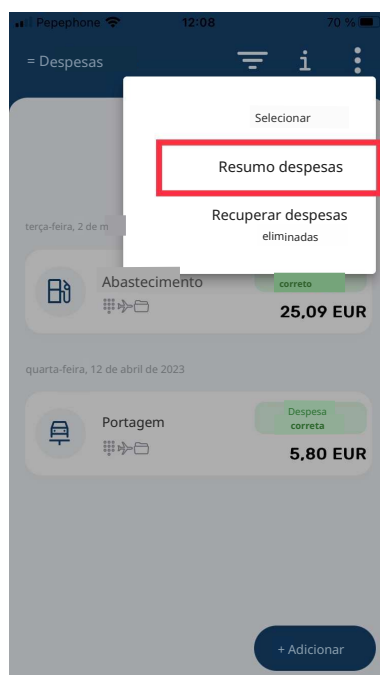 Pepephone 12:08 70 %
= Despesas
Selecionar
Resumo despesas
Recuperar despesas
eliminadas
terça-feira, 2 de m
Abastecimento
correto
25,09 EUR
quarta-feira, 12 de abril de 2023
Portagem
Despesa
correta
5,80 EUR
+ Adicionar